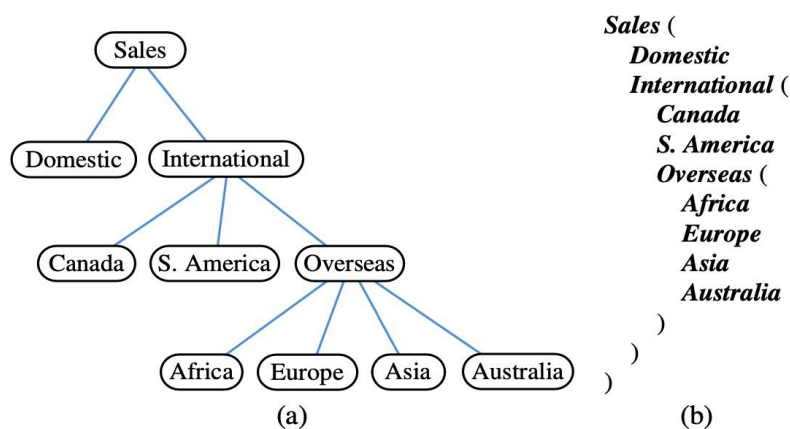 Sales
Domestic
International
Canada
S. America
Overseas
Africa
Europe
Asia
Australia
(a)
Sales (
Domestic
International (
Canada
S. America
Overseas (
Africa
Europe
Asia
Australia
)
)
)
(b)